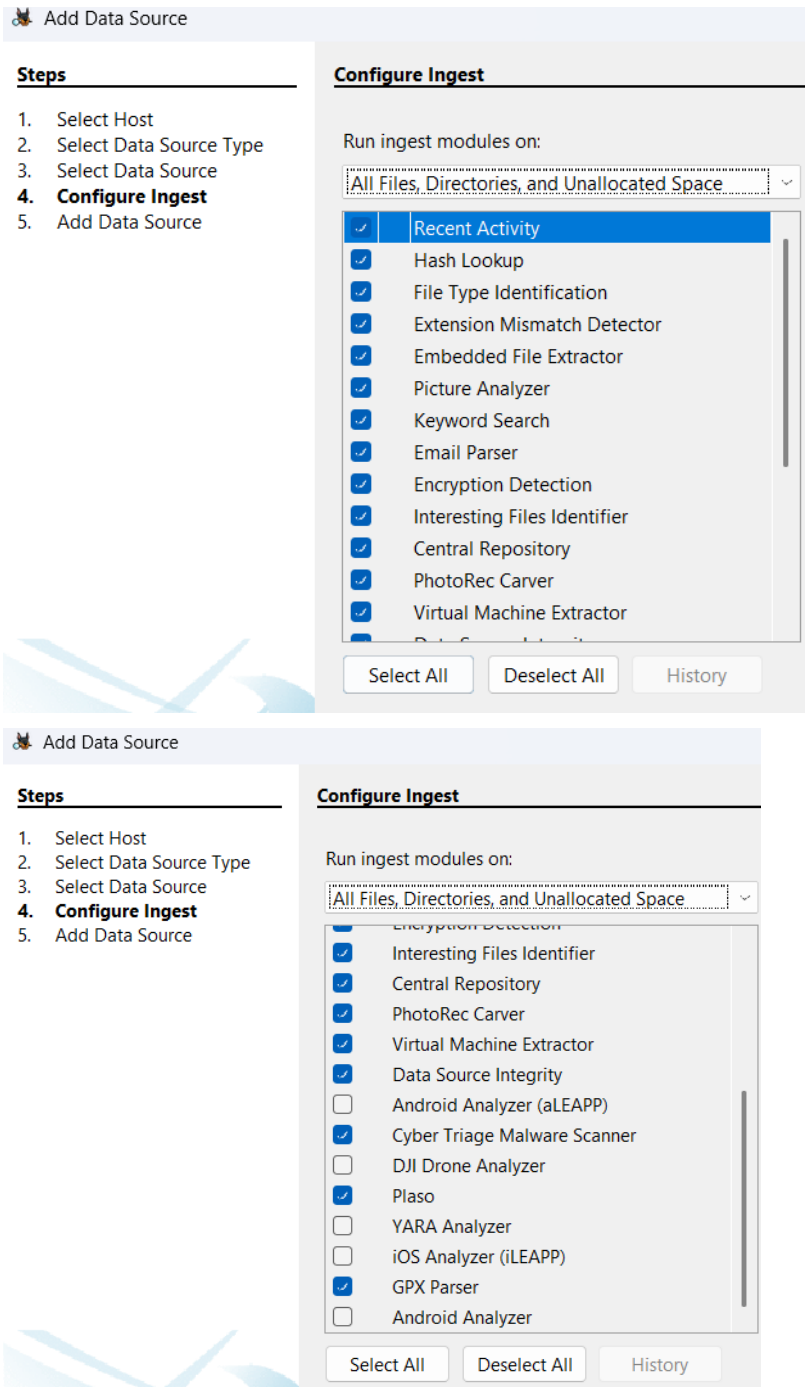 Add Data Source
Steps
1. Select Host
2. Select Data Source Type
3. Select Data Source
4. Configure Ingest
5. Add Data Source
Configure Ingest
Run ingest modules on:
All Files, Directories, and Unallocated Space
Recent Activity
Hash Lookup
File Type Identification
Extension Mismatch Detector
Embedded File Extractor
Picture Analyzer
Keyword Search
Email Parser
Encryption Detection
Interesting Files Identifier
Central Repository
PhotoRec Carver
Virtual Machine Extractor
Data Source Integrity
Select All Deselect All History
Add Data Source
Steps
1. Select Host
2. Select Data Source Type
3. Select Data Source
4. Configure Ingest
5. Add Data Source
Configure Ingest
Run ingest modules on:
All Files, Directories, and Unallocated Space
Encryption Detection
Interesting Files Identifier
Central Repository
PhotoRec Carver
Virtual Machine Extractor
Data Source Integrity
Android Analyzer (aLEAPP)
Cyber Triage Malware Scanner
DJI Drone Analyzer
Plaso
YARA Analyzer
iOS Analyzer (iLEAPP)
GPX Parser
Android Analyzer
Select All Deselect All History